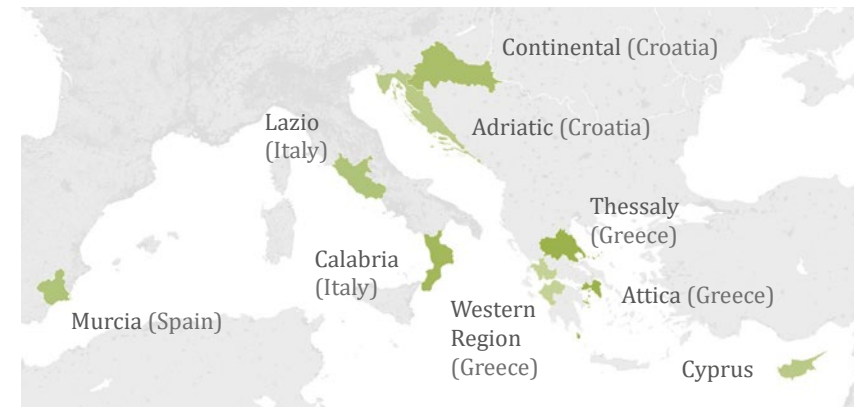 Continental (Croatia)
Lazio
(Italy)
Adriatic (Croatia)
Thessaly
(Greece)
Calabria
(Italy)
Attica (Greece)
Western
Region
(Greece)
Murcia (Spain)
Cyprus